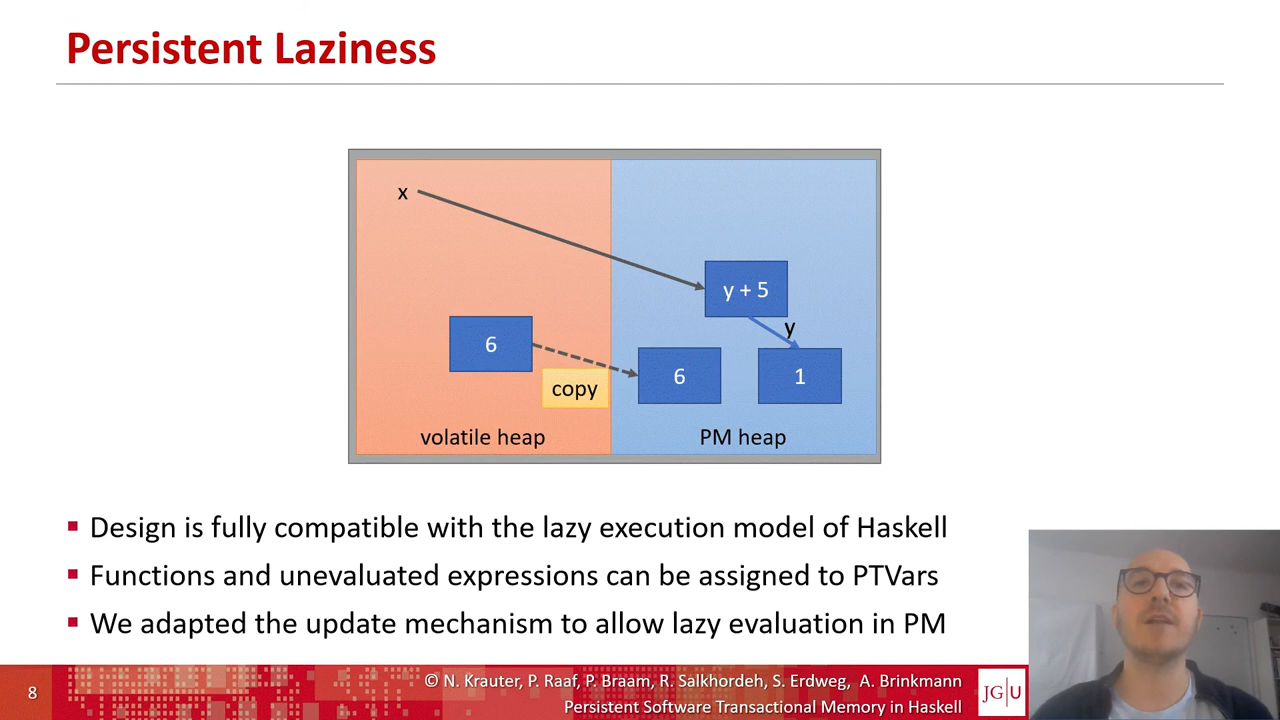 Persistent Laziness
x
y + 5
y
6
6
1
copy
volatile heap
PM heap
Design is fully compatible with the lazy execution model of Haskell
Functions and unevaluated expressions can be assigned to PTVars
We adapted the update mechanism to allow lazy evaluation in PM
8
© N. Krauter, P. Raaf, P. Braam, R. Salkhordeh, S. Erdweg, A. Brinkmann
Persistent Software Transactional Memory in Haskell
JG|U